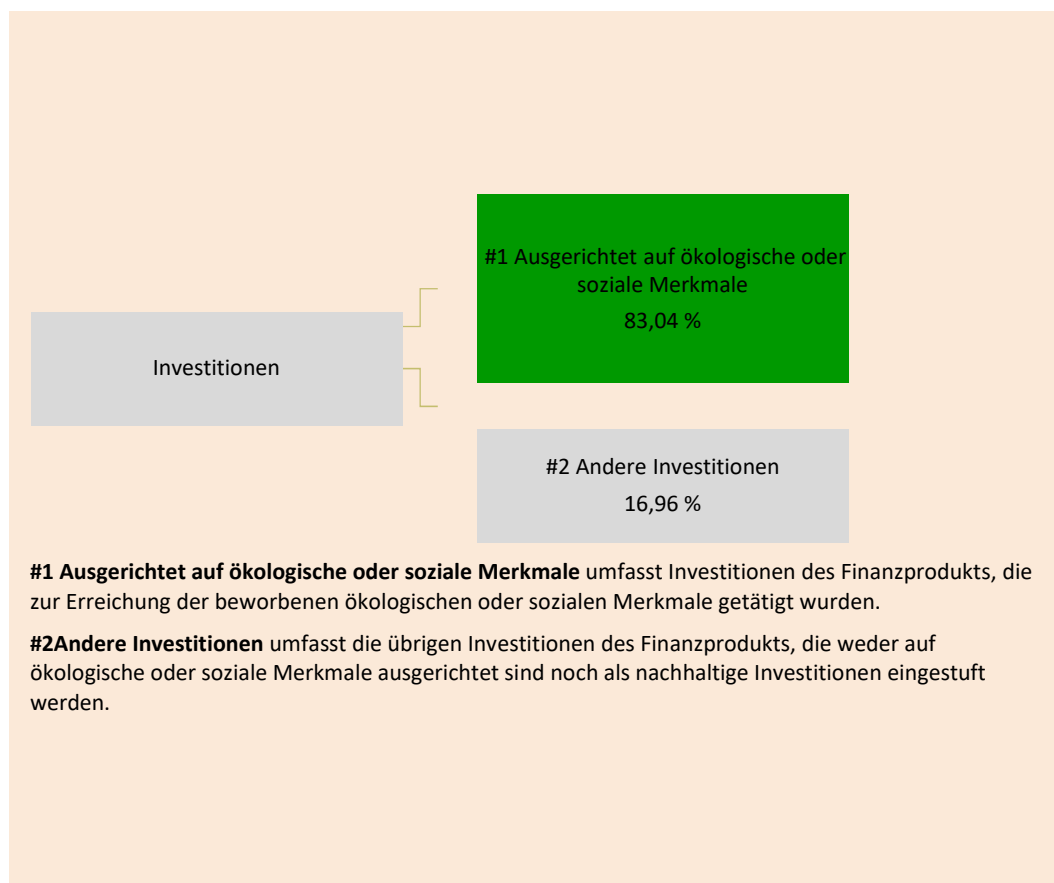 #1 Ausgerichtet auf ökologische oder
soziale Merkmale
83,04 %
Investitionen
#2 Andere Investitionen
16,96 %
#1 Ausgerichtet auf ökologische oder soziale Merkmale umfasst Investitionen des Finanzprodukts, die
zur Erreichung der beworbenen ökologischen oder sozialen Merkmale getätigt wurden.
#2Andere Investitionen umfasst die übrigen Investitionen des Finanzprodukts, die weder auf
ökologische oder soziale Merkmale ausgerichtet sind noch als nachhaltige Investitionen eingestuft
werden.